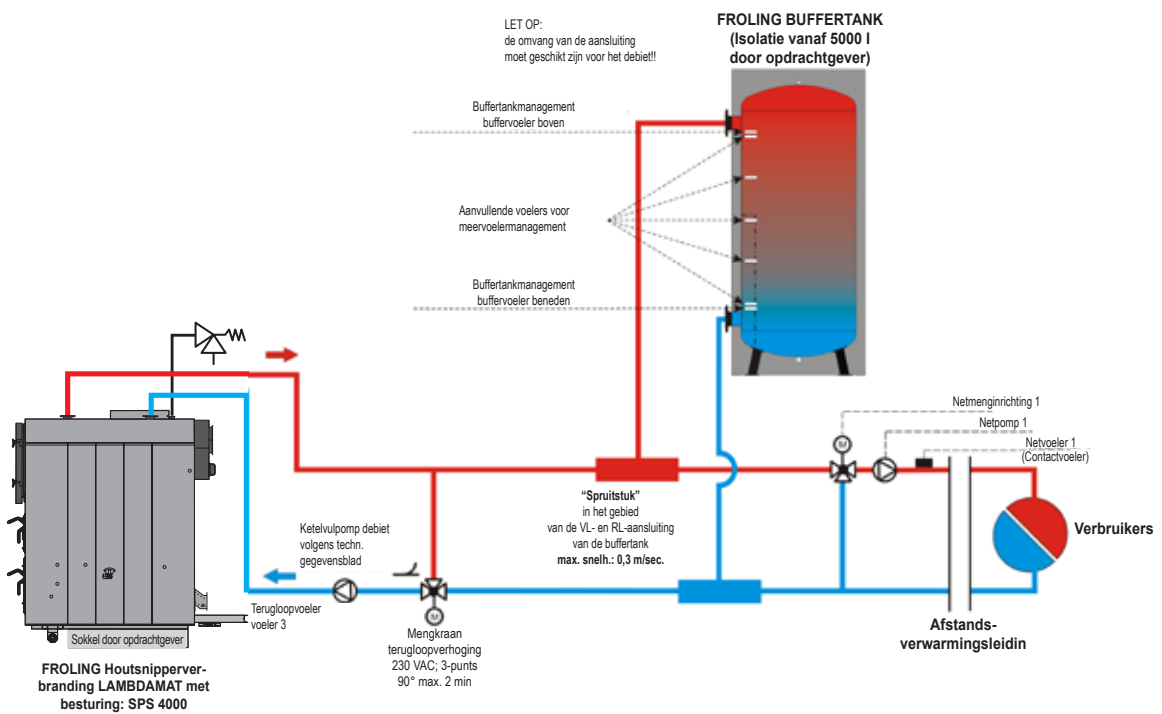 LET OP:
de omvang van de aansluiting
moet geschikt zijn voor het debiet!!
FROLING BUFFERTANK
(Isolatie vanaf 5000 l
door opdrachtgever)
Buffertankmanagement
buffervoeler boven
Aanvullende voelers voor
meervoelermanagement
Buffertankmanagement
buffervoeler beneden
Netmenginrichting 1
Netpomp 1
Netvoeler 1
(Contactvoeler)
M
“Spruitstuk”
in het gebied
van de VL- en RL-aansluiting
van de buffertank
max. snelh.: 0,3 m/sec.
Verbruikers
Ketelvulpomp debiet
volgens techn.
gegevensblad
Terugloopvoeler
voeler 3
M
Mengkraan
terugloopverhoging
230 VAC; 3-punts
90° max. 2 min
Afstands-
verwarmingsleidin
Sokkel door opdrachtgever
FROLING Houtsnipperver-
branding LAMBDAMAT met
besturing: SPS 4000